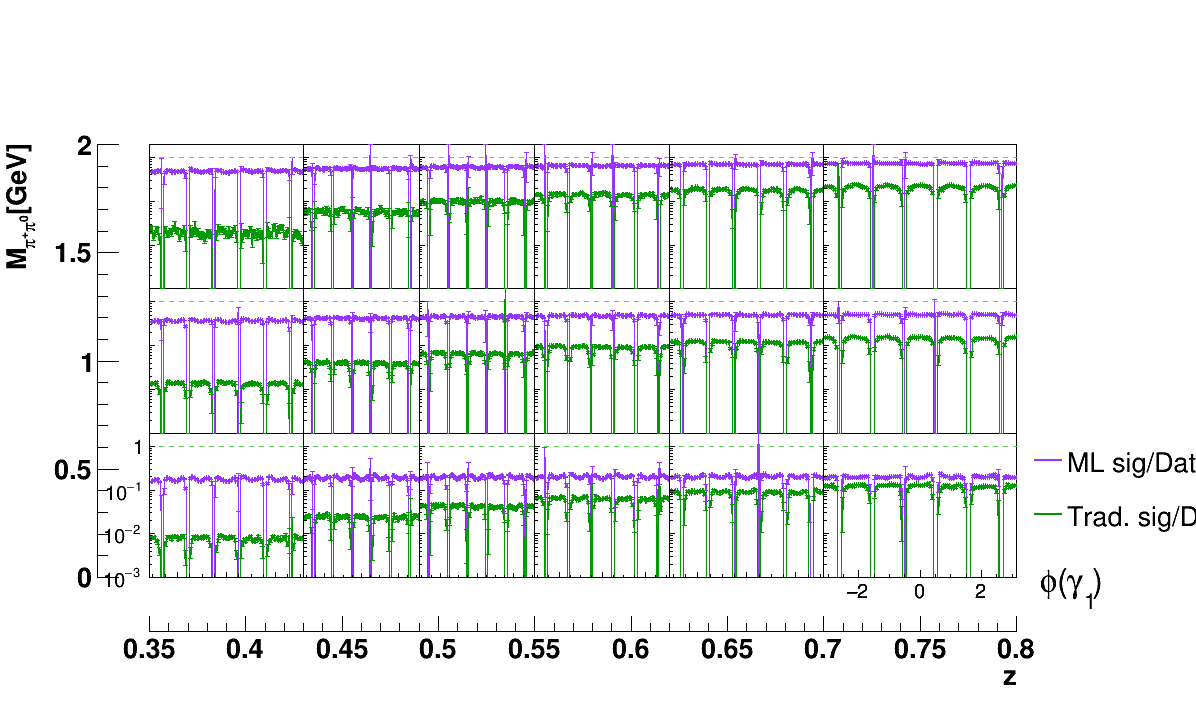 M_{π⁺π⁰}[GeV]
2
1.5
1
0.5
0
1
10⁻¹
10⁻²
10⁻³
ML sig/Dat
Trad. sig/D
−2 0 2
ϕ(γ₁)
0.35 0.4 0.45 0.5 0.55 0.6 0.65 0.7 0.75 0.8
z